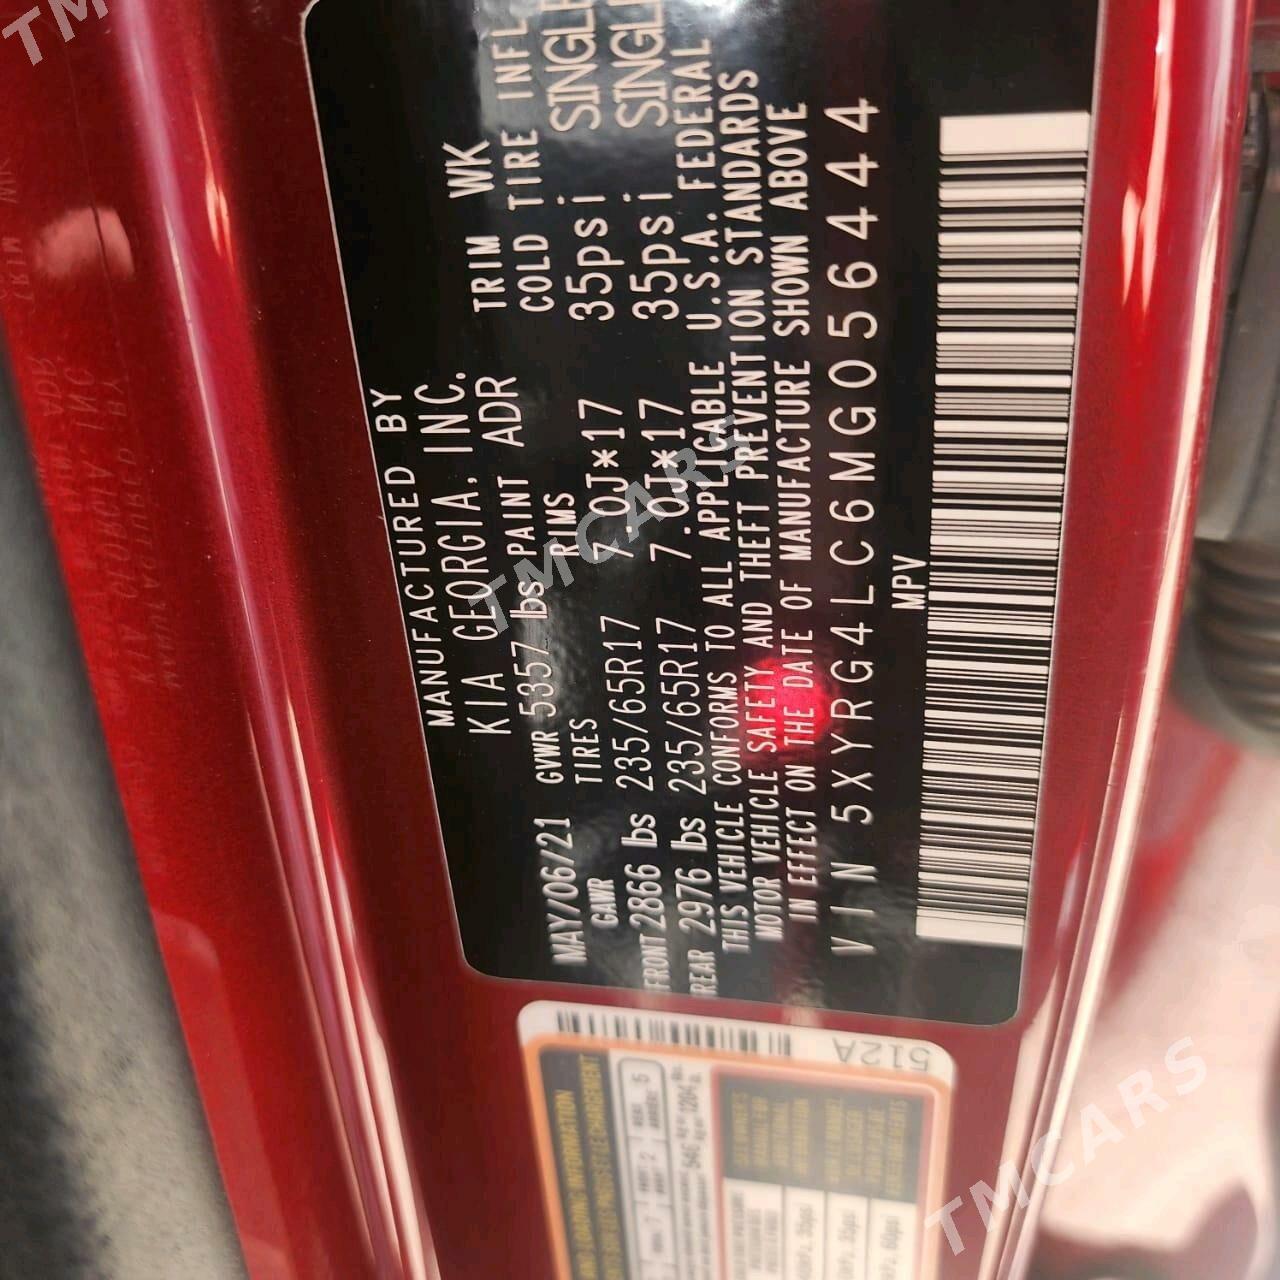 MANUFACTURED BY
KIA GEORGIA, INC.
MAY/06/21 GVWR 5357 lbs PAINT ADR TRIM WK
GAWR TIRES RIMS COLD TIRE INFL
FRONT 2866 lbs 235/65R17 7.0J*17 35psi SINGLE
REAR 2976 lbs 235/65R17 7.0J*17 35psi SINGLE
THIS VEHICLE CONFORMS TO ALL APPLICABLE U.S.A. FEDERAL
MOTOR VEHICLE SAFETY AND THEFT PREVENTION STANDARDS
IN EFFECT ON THE DATE OF MANUFACTURE SHOWN ABOVE
VIN 5XYRG4LC6MG056444
MPV
512A
TMCARS
TMCARS